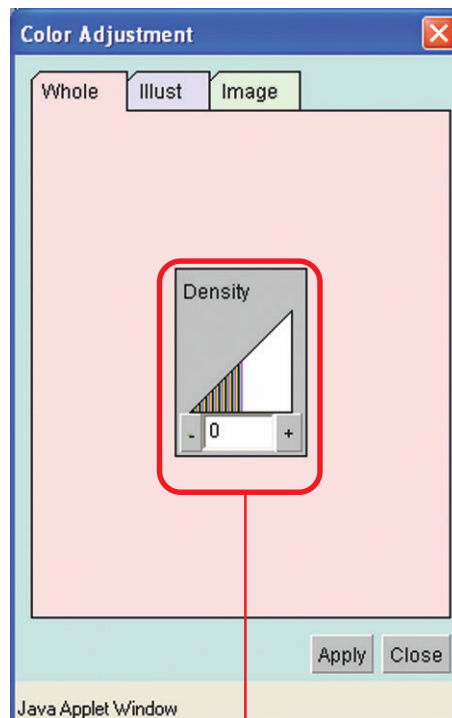 Color Adjustment
Whole Illust Image
Density
- 0 +
Apply Close
Java Applet Window